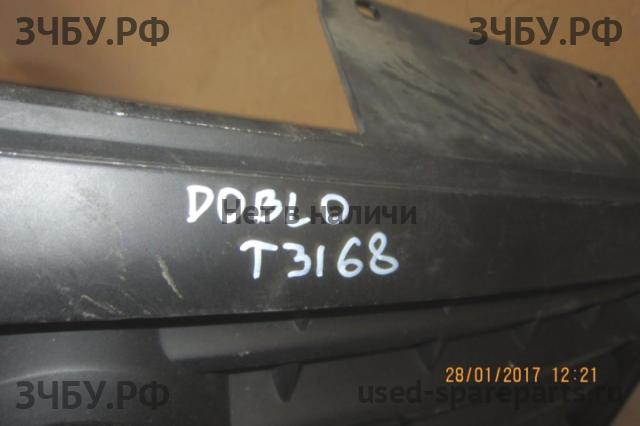 ЗЧБУ.РФ ЗЧБУ.РФ
DOBLO
Нет в наличи
T3168
28/01/2017 12:21
ЗЧБУ.РФ used-spareparts.ru